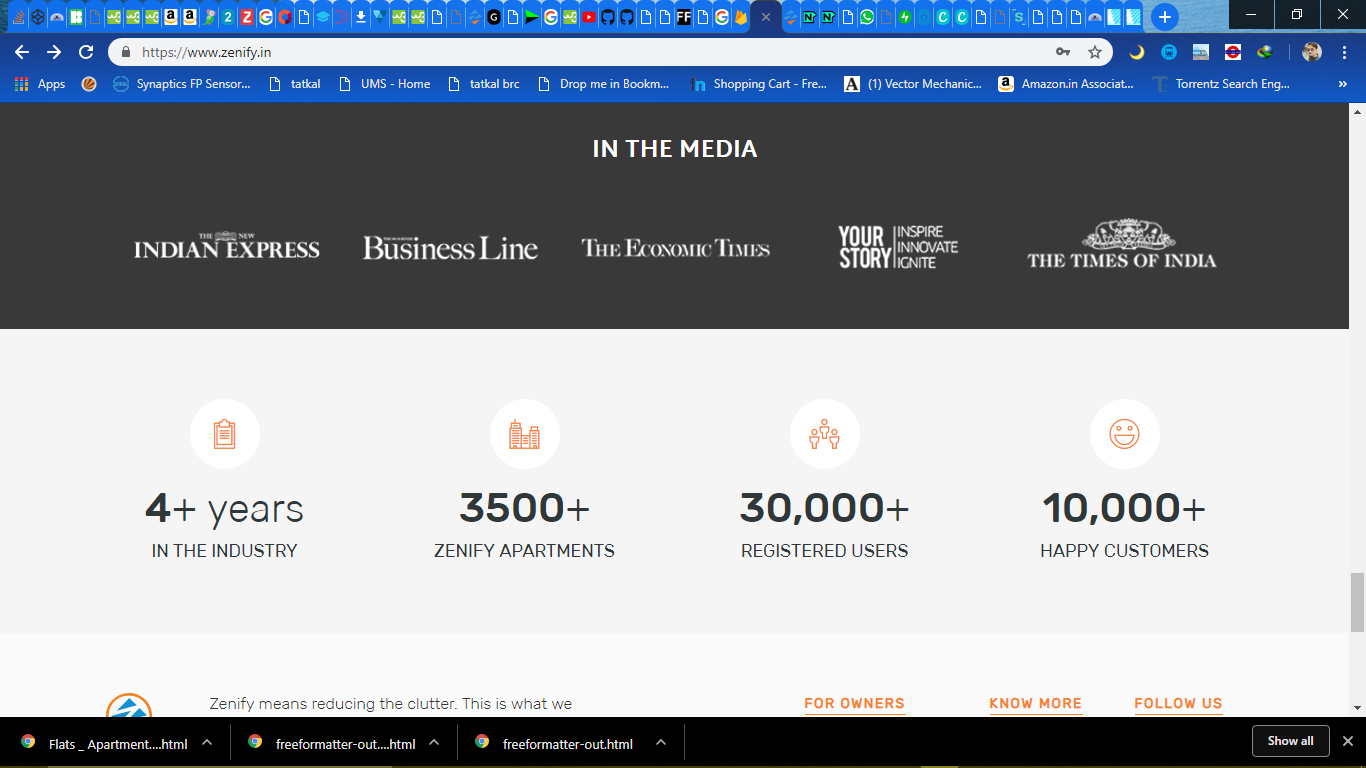 https://www.zenify.in
Apps
Synaptics FP Sensor...
tatkal
UMS - Home
tatkal brc
Drop me in Bookm...
Shopping Cart - Fre...
(1) Vector Mechanic...
Amazon.in Associat...
Torrentz Search Eng...
»
IN THE MEDIA
THE NEW
INDIAN EXPRESS
Business Line
THE ECONOMIC TIMES
YOUR STORY
INSPIRE
INNOVATE
IGNITE
THE TIMES OF INDIA
4+ years
IN THE INDUSTRY
3500+
ZENIFY APARTMENTS
30,000+
REGISTERED USERS
10,000+
HAPPY CUSTOMERS
Zenify means reducing the clutter. This is what we
FOR OWNERS
KNOW MORE
FOLLOW US
Flats _ Apartment....html
freeformatter-out....html
freeformatter-out.html
Show all